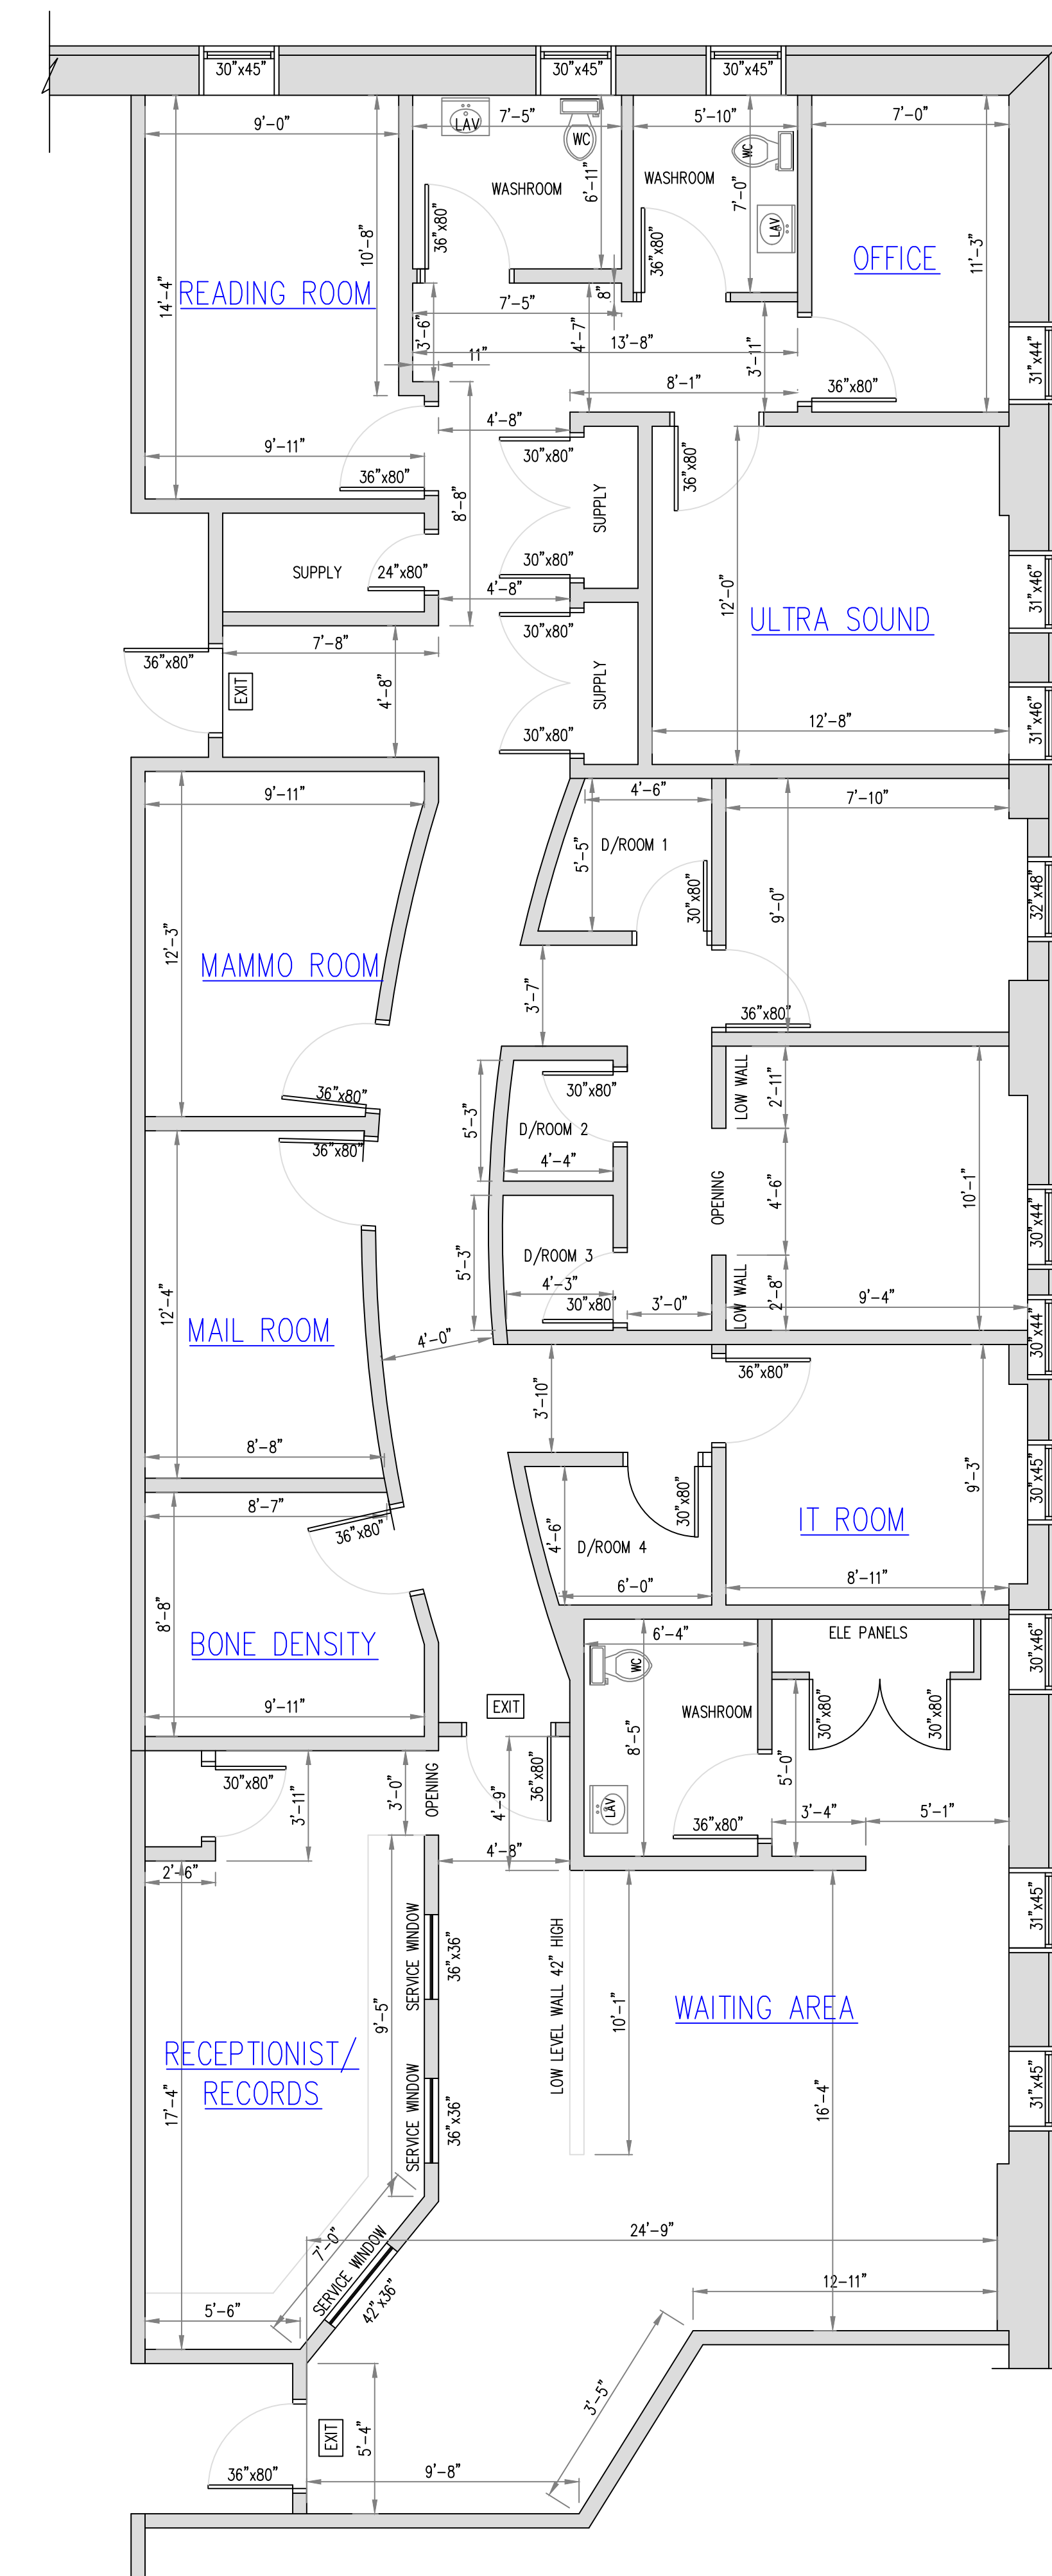 30"x45"
30"x45"
30"x45"
9'-0"
LAV
7'-5"
WC
5'-10"
WC
7'-0"
WASHROOM
6'-11"
WASHROOM
7'-0"
LAV
36"x80"
36"x80"
OFFICE
11'-3"
10'-8"
14'-4"
READING ROOM
7'-5"
8"
3'-6"
4'-7"
13'-8"
3'-11"
11"
31"x44"
8'-1"
36"x80"
4'-8"
9'-11"
30"x80"
36"x80"
36"x80"
8'-8"
SUPPLY
SUPPLY
24"x80"
30"x80"
4'-8"
12'-0"
31"x46"
30"x80"
ULTRA SOUND
7'-8"
36"x80"
EXIT
4'-8"
SUPPLY
31"x46"
12'-8"
30"x80"
9'-11"
4'-6"
7'-10"
D/ROOM 1
5'-5"
30"x80"
9'-0"
32"x48"
12'-3"
MAMMO ROOM
3'-7"
36"x80"
36"x80"
30"x80"
LOW WALL
2'-11"
5'-3"
D/ROOM 2
36"x80"
4'-4"
OPENING
4'-6"
10'-1"
30"x44"
D/ROOM 3
5'-3"
4'-3"
30"x80"
3'-0"
LOW WALL
2'-8"
9'-4"
12'-4"
MAIL ROOM
4'-0"
30"x44"
36"x80"
3'-10"
8'-8"
9'-3"
30"x45"
8'-7"
36"x80"
4'-6"
30"x80"
IT ROOM
D/ROOM 4
6'-0"
8'-11"
8'-8"
BONE DENSITY
6'-4"
ELE PANELS
30"x46"
WC
9'-11"
EXIT
WASHROOM
30"x80"
30"x80"
8'-5"
30"x80"
3'-11"
3'-0"
OPENING
4'-9"
36"x80"
LAV
36"x80"
5'-0"
3'-4"
5'-1"
2'-6"
4'-8"
SERVICE WINDOW
36"x36"
LOW LEVEL WALL 42" HIGH
10'-1"
31"x45"
9'-5"
WAITING AREA
RECEPTIONIST/
RECORDS
17'-4"
SERVICE WINDOW
36"x36"
16'-4"
31"x45"
7'-0"
SERVICE WINDOW
42"x36"
24'-9"
12-11"
5'-6"
3'-5"
EXIT
5'-4"
36"x80"
9'-8"